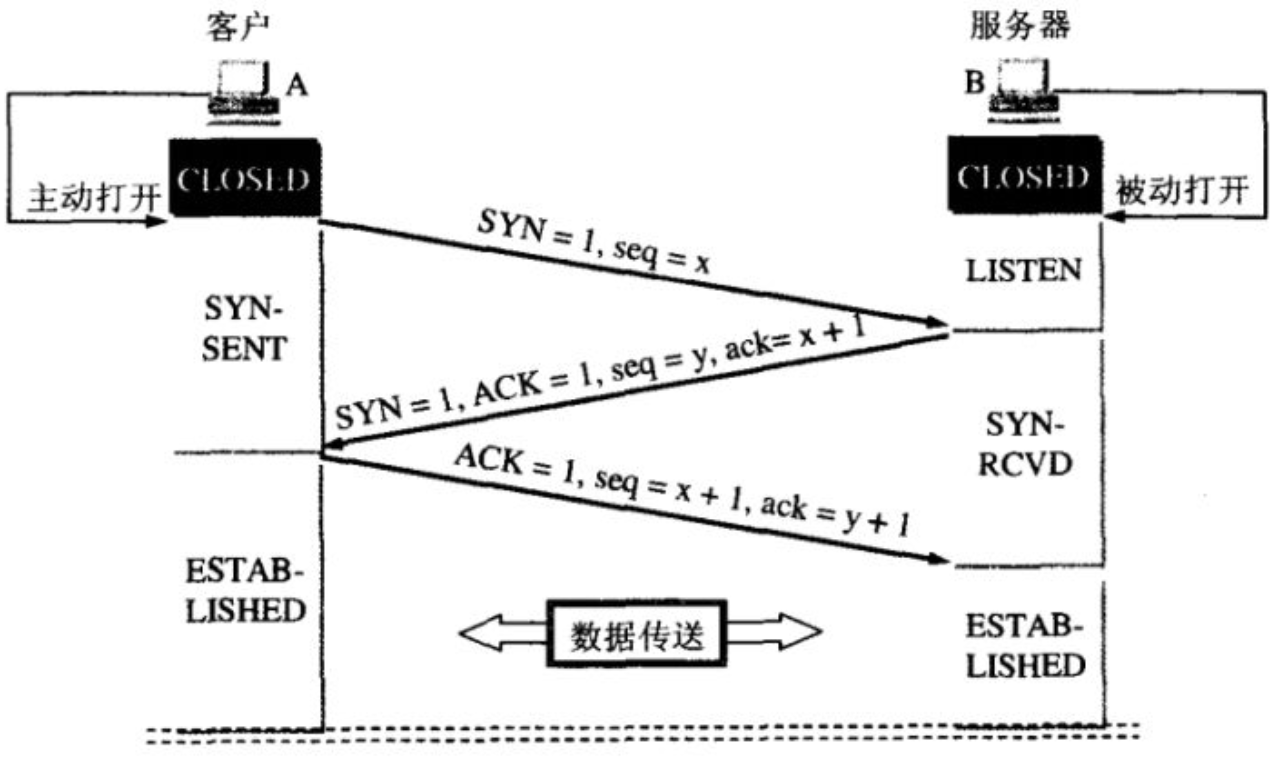 客户
服务器
A
B
CLOSED
CLOSED
主动打开
被动打开
SYN = 1, seq = x
LISTEN
SYN-
SENT
SYN = 1, ACK = 1, seq = y, ack= x + 1
SYN-
RCVD
ACK = 1, seq = x + 1, ack = y + 1
ESTAB-
LISHED
数据传送
ESTAB-
LISHED